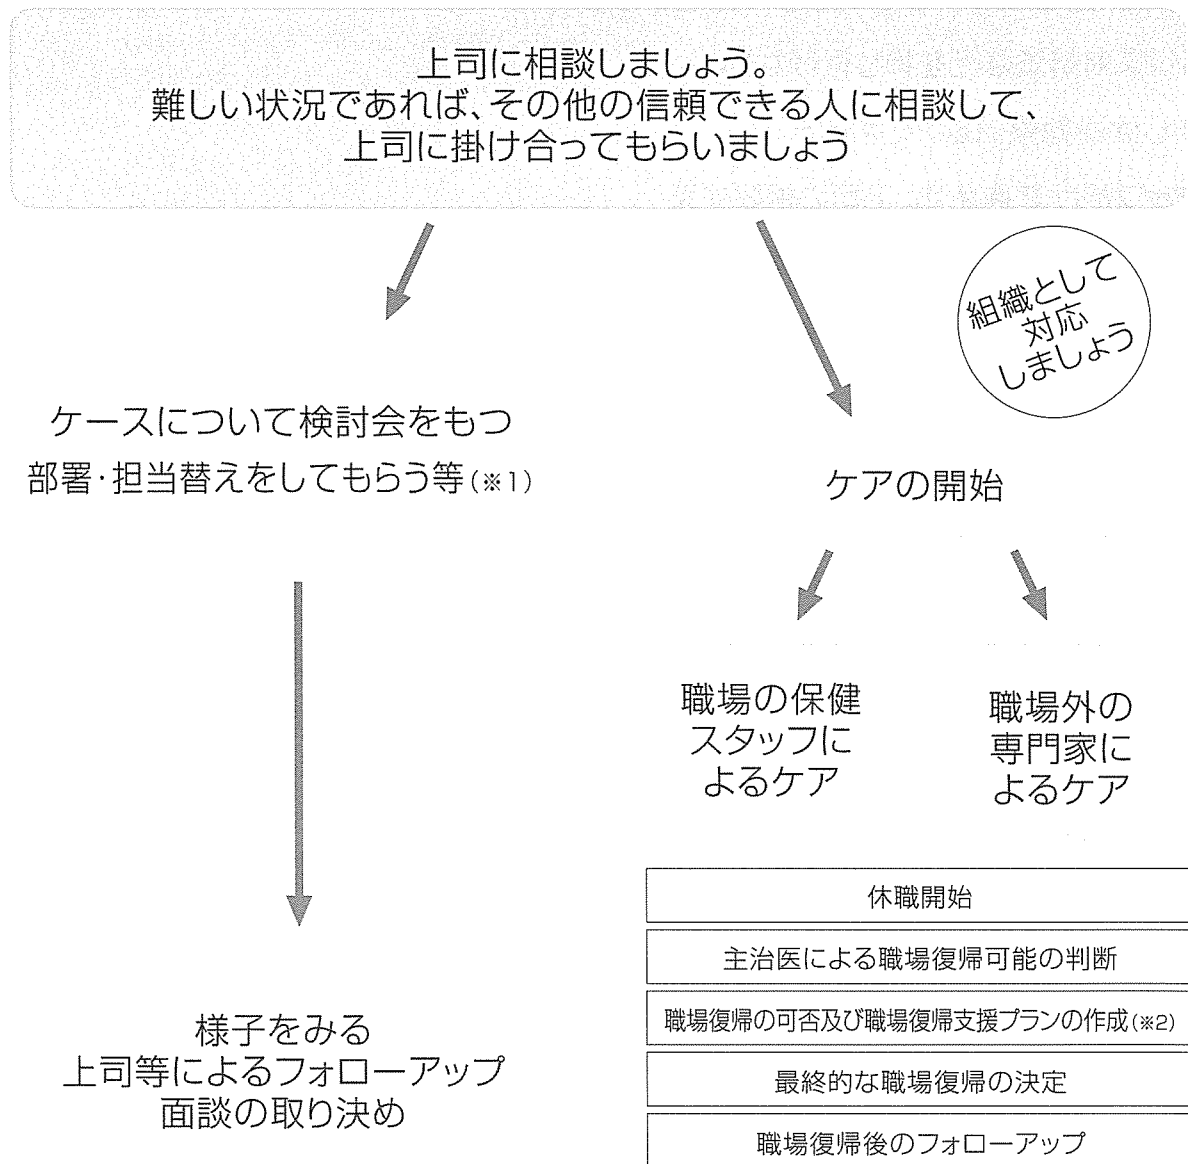 上司に相談しましょう。
難しい状況であれば、その他の信頼できる人に相談して、
上司に掛け合ってもらいましょう
組織として
対応
しましょう
ケースについて検討会をもつ
部署・担当替えをしてもらう等(※1)
ケアの開始
職場の保健
スタッフに
よるケア
職場外の
専門家に
よるケア
様子をみる
上司等によるフォローアップ
面談の取り決め
休職開始
主治医による職場復帰可能の判断
職場復帰の可否及び職場復帰支援プランの作成(※2)
最終的な職場復帰の決定
職場復帰後のフォローアップ